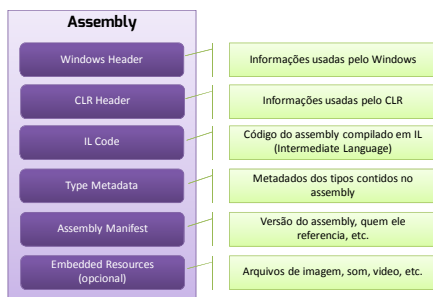 Assembly
Windows Header
Informações usadas pelo Windows
CLR Header
Informações usadas pelo CLR
IL Code
Código do assembly compilado em IL
(Intermediate Language)
Type Metadata
Metadados dos tipos contidos no
assembly
Assembly Manifest
Versão do assembly, quem ele
referencia, etc.
Embedded Resources
(opcional)
Arquivos de imagem, som, video, etc.